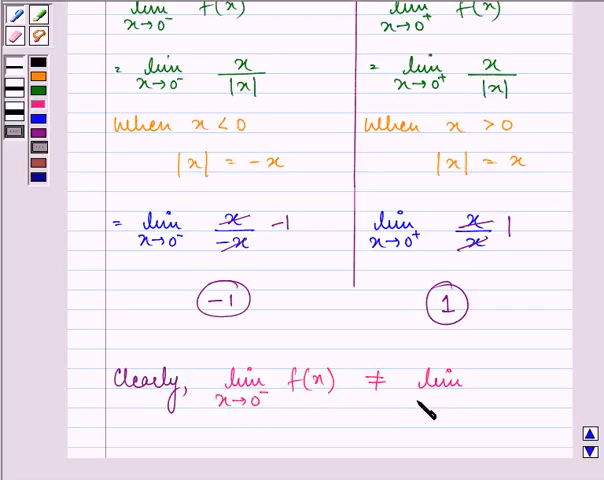 lim x→0⁻ f(x) lim x→0⁺ f(x)
= lim x→0⁻ x/|x| = lim x→0⁺ x/|x|
When x < 0 When x > 0
|x| = -x |x| = x
= lim x→0⁻ x/-x -1 lim x→0⁺ x/x 1
-1 1
Clearly, lim x→0⁻ f(x) ≠ lim